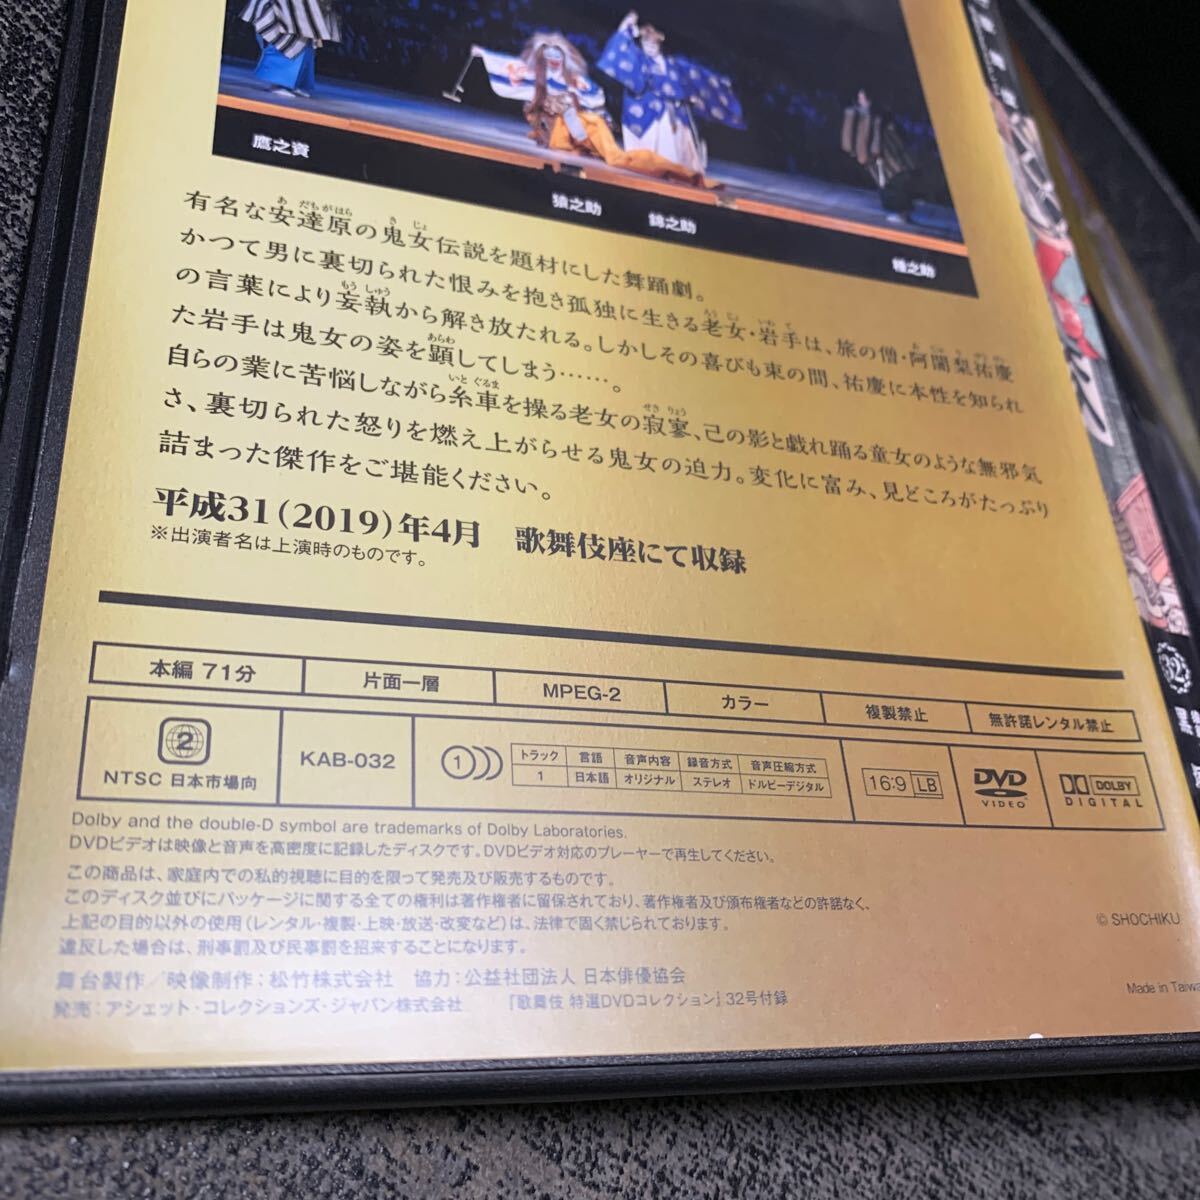 鷹之資
猿之助
錦之助
種之助
有名な安達原の鬼女伝説を題材にした舞踊劇。
かつて男に裏切られた恨みを抱き孤独に生きる老女・岩手は、旅の僧・阿闍梨祐慶
の言葉により妄執から解き放たれる。しかしその喜びも束の間、祐慶に本性を知られ
た岩手は鬼女の姿を顕してしまう……。
自らの業に苦悩しながら糸車を操る老女の寂寥、己の影と戯れ踊る童女のような無邪気
さ、裏切られた怒りを燃え上がらせる鬼女の迫力。変化に富み、見どころがたっぷり
詰まった傑作をご堪能ください。
平成31(2019)年4月 歌舞伎座にて収録
※出演者名は上演時のものです。
本編 71分 片面一層 MPEG-2 カラー 複製禁止 無許諾レンタル禁止
2
NTSC 日本市場向
KAB-032
1
トラック 言語 音声内容 録音方式 音声圧縮方式
1 日本語 オリジナル ステレオ ドルビーデジタル
16:9 LB
DVD
VIDEO
DOLBY
DIGITAL
Dolby and the double-D symbol are trademarks of Dolby Laboratories.
DVDビデオは映像と音声を高密度に記録したディスクです。DVDビデオ対応のプレーヤーで再生してください。
この商品は、家庭内での私的視聴に目的を限って発売及び販売するものです。
このディスク並びにパッケージに関する全ての権利は著作権者に留保されており、著作権者及び頒布権者などの許諾なく、
上記の目的以外の使用(レンタル・複製・上映・放送・改変など)は、法律で固く禁じられております。
違反した場合は、刑事罰及び民事罰を招来することになります。
© SHOCHIKU
舞台製作/映像制作:松竹株式会社 協力:公益社団法人 日本俳優協会
発売:アシェット・コレクションズ・ジャパン株式会社 『歌舞伎 特選DVDコレクション』32号付録
Made in Taiwa
32